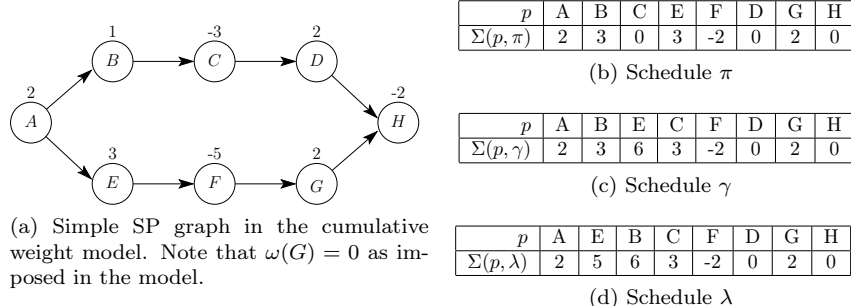 1
-3
2
B
C
D
2
A
-2
H
3
-5
2
E
F
G
(a) Simple SP graph in the cumulative
weight model. Note that ω(G) = 0 as im-
posed in the model.
p A B C E F D G H
Σ(p, π) 2 3 0 3 -2 0 2 0
(b) Schedule π
p A B E C F D G H
Σ(p, γ) 2 3 6 3 -2 0 2 0
(c) Schedule γ
p A E B C F D G H
Σ(p, λ) 2 5 6 3 -2 0 2 0
(d) Schedule λ